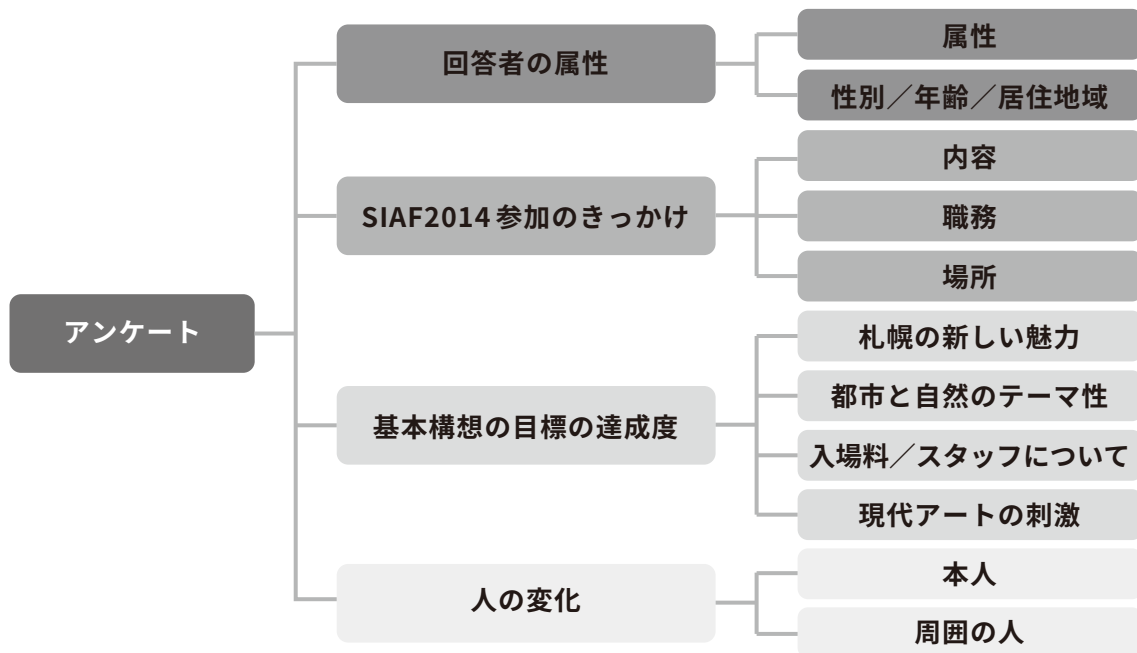 アンケート
回答者の属性
属性
性別／年齢／居住地域
SIAF2014 参加のきっかけ
内容
職務
場所
基本構想の目標の達成度
札幌の新しい魅力
都市と自然のテーマ性
入場料／スタッフについて
現代アートの刺激
人の変化
本人
周囲の人